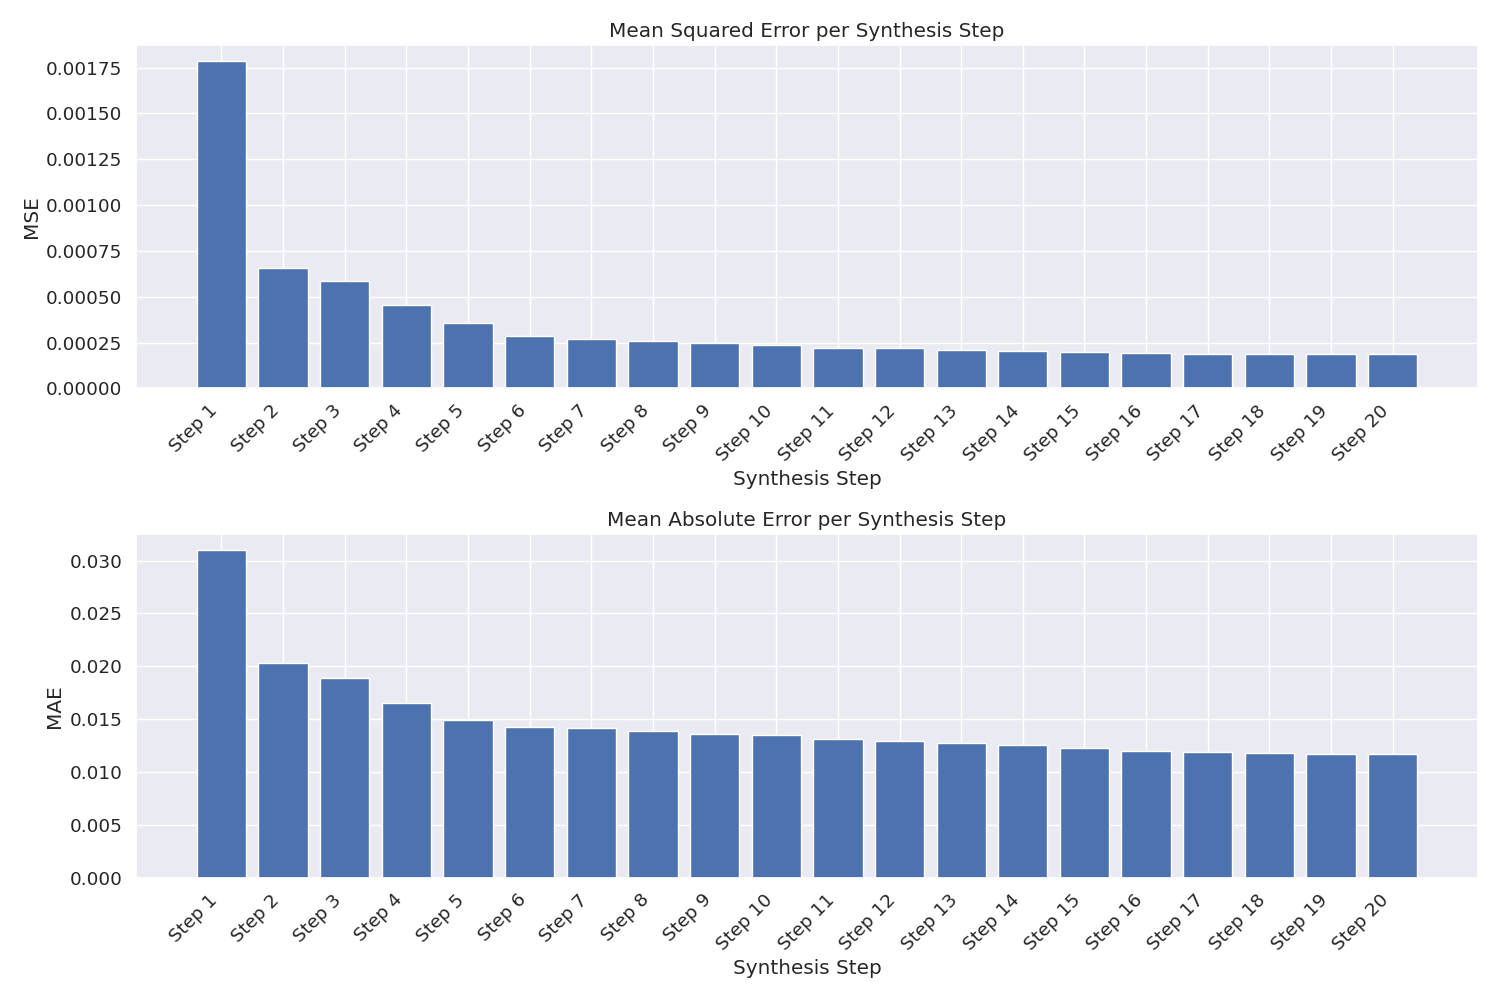 Mean Squared Error per Synthesis Step
0.00175
0.00150
0.00125
0.00100
0.00075
0.00050
0.00025
0.00000
MSE
Step 1
Step 2
Step 3
Step 4
Step 5
Step 6
Step 7
Step 8
Step 9
Step 10
Step 11
Step 12
Step 13
Step 14
Step 15
Step 16
Step 17
Step 18
Step 19
Step 20
Synthesis Step
Mean Absolute Error per Synthesis Step
0.030
0.025
0.020
0.015
0.010
0.005
0.000
MAE
Step 1
Step 2
Step 3
Step 4
Step 5
Step 6
Step 7
Step 8
Step 9
Step 10
Step 11
Step 12
Step 13
Step 14
Step 15
Step 16
Step 17
Step 18
Step 19
Step 20
Synthesis Step